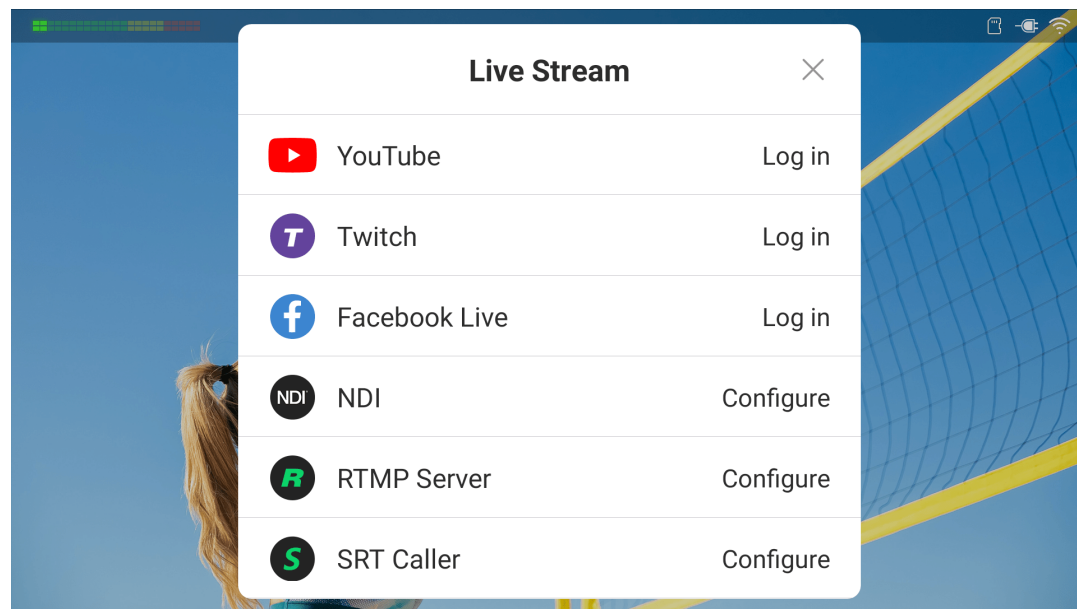 Live Stream
YouTube Log in
T Twitch Log in
f Facebook Live Log in
NDI NDI Configure
R RTMP Server Configure
S SRT Caller Configure